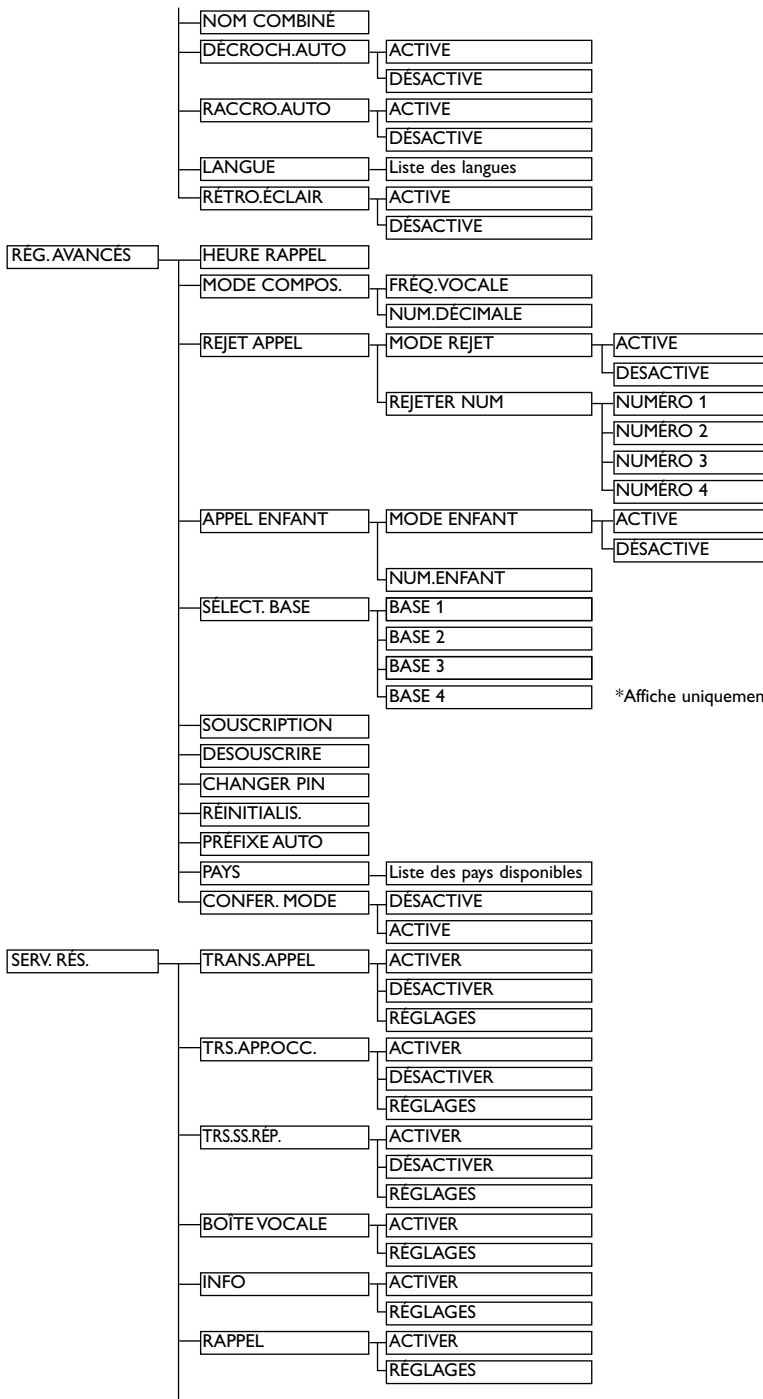 NOM COMBINÉ
DÉCROCH.AUTO ACTIVE
DÉSACTIVE
RACCRO.AUTO ACTIVE
DÉSACTIVE
LANGUE Liste des langues
RÉTRO.ÉCLAIR ACTIVE
DÉSACTIVE
RÉG. AVANCÉS HEURE RAPPEL
MODE COMPOS. FRÉQ.VOCALE
NUM.DÉCIMALE
REJET APPEL MODE REJET ACTIVE
DESACTIVE
REJETER NUM NUMÉRO 1
NUMÉRO 2
NUMÉRO 3
NUMÉRO 4
APPEL ENFANT MODE ENFANT ACTIVE
DÉSACTIVE
NUM.ENFANT
SÉLECT. BASE BASE 1
BASE 2
BASE 3
BASE 4 *Affiche uniquemen
SOUSCRIPTION
DESOUSCRIRE
CHANGER PIN
RÉINITIALIS.
PRÉFIXE AUTO
PAYS Liste des pays disponibles
CONFER. MODE DÉSACTIVE
ACTIVE
SERV. RÉS. TRANS.APPEL ACTIVER
DÉSACTIVER
RÉGLAGES
TRS.APP.OCC. ACTIVER
DÉSACTIVER
RÉGLAGES
TRS.SS.RÉP. ACTIVER
DÉSACTIVER
RÉGLAGES
BOÎTE VOCALE ACTIVER
RÉGLAGES
INFO ACTIVER
RÉGLAGES
RAPPEL ACTIVER
RÉGLAGES